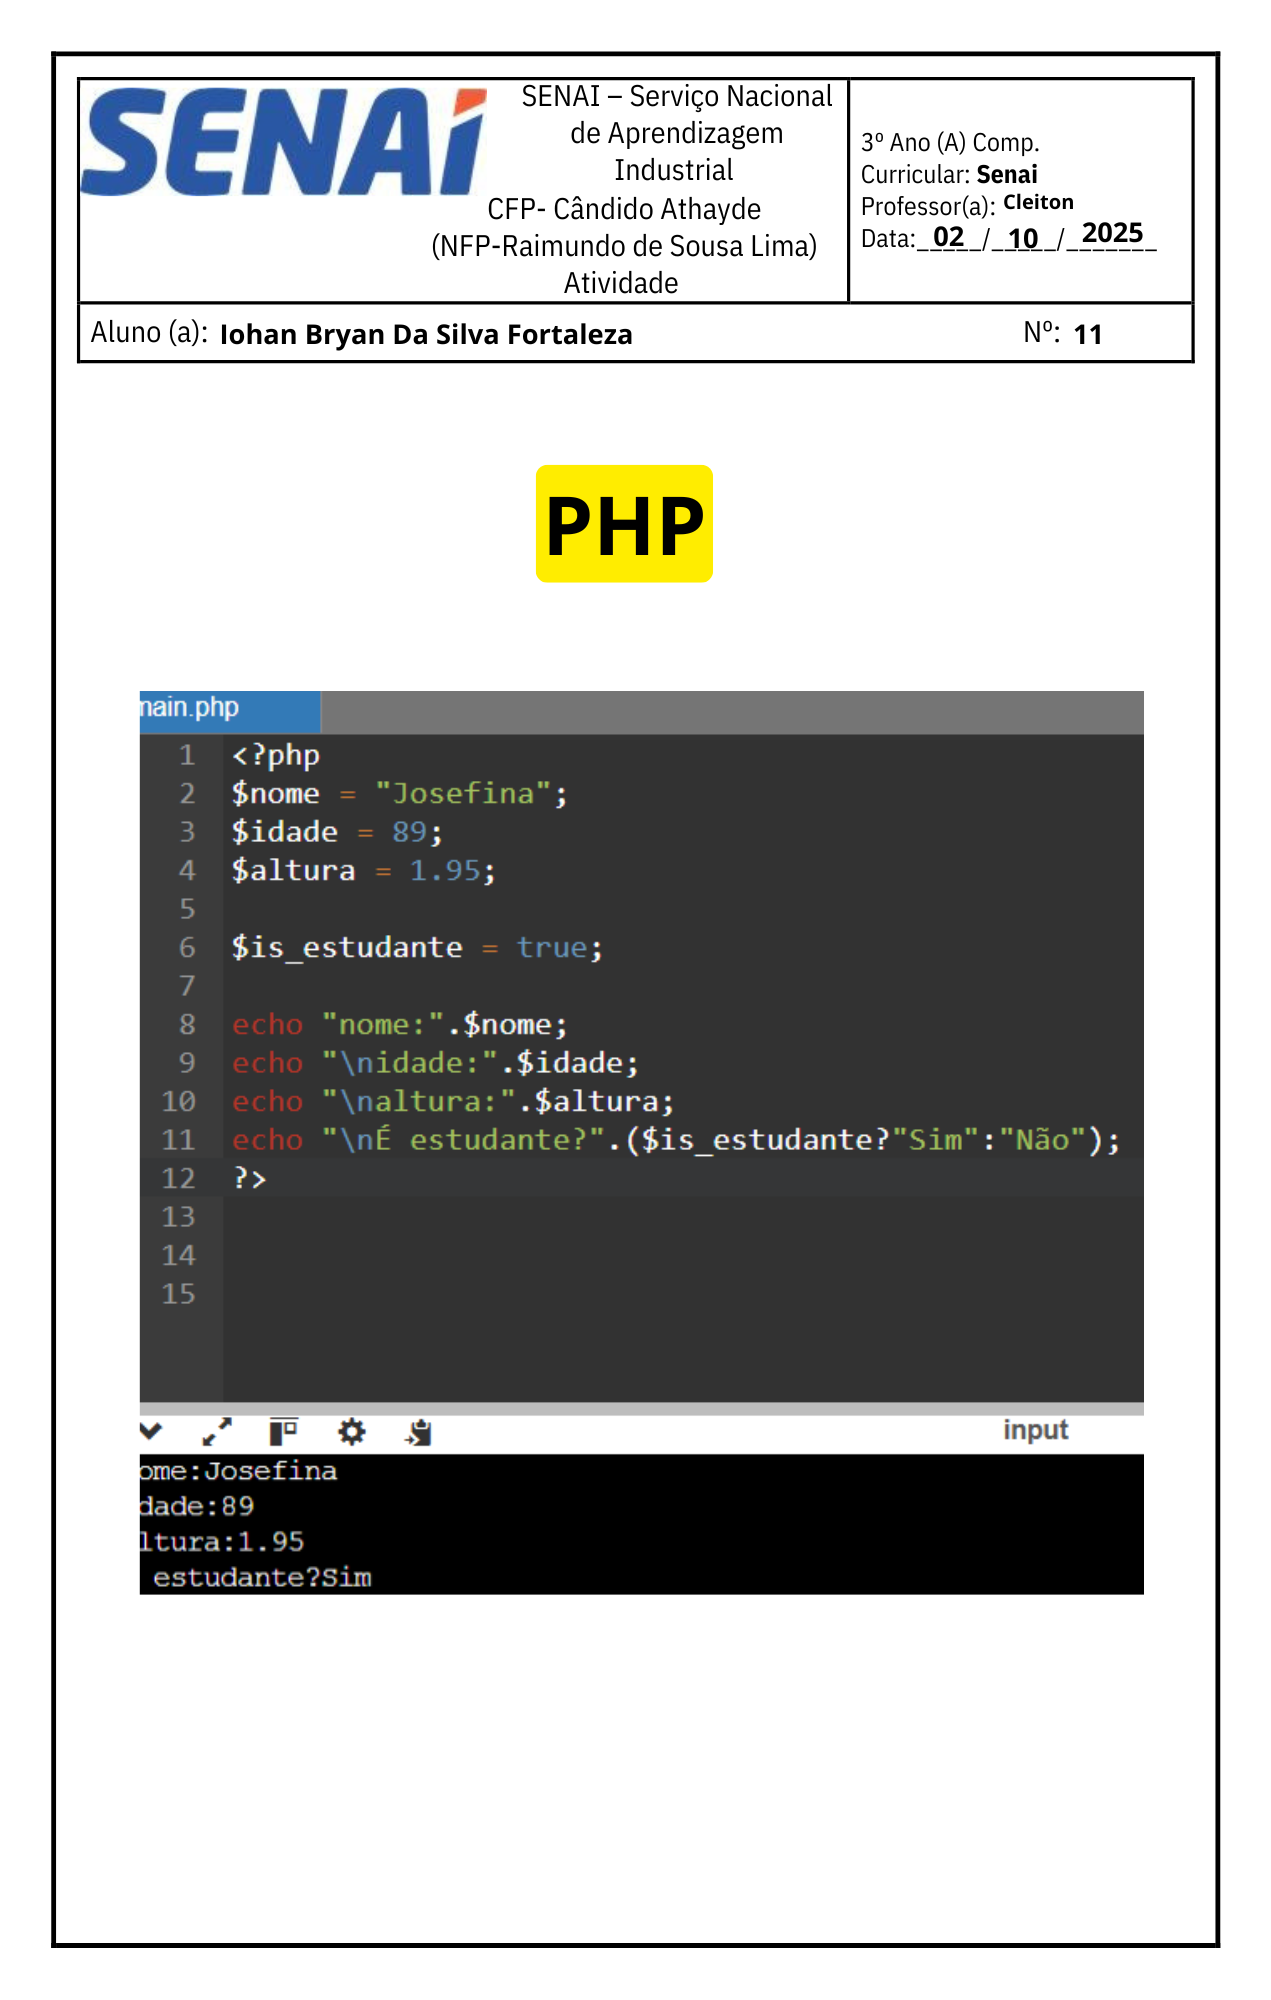 SENAI
SENAI – Serviço Nacional
de Aprendizagem
Industrial
CFP- Cândido Athayde
(NFP-Raimundo de Sousa Lima)
Atividade
3º Ano (A) Comp.
Curricular: Senai
Professor(a): Cleiton
Data:_02_/_10_/_2025_
Aluno (a): Iohan Bryan Da Silva Fortaleza Nº: 11
PHP
main.php
1 <?php
2 $nome = "Josefina";
3 $idade = 89;
4 $altura = 1.95;
5
6 $is_estudante = true;
7
8 echo "nome:".$nome;
9 echo "\nidade:".$idade;
10 echo "\naltura:".$altura;
11 echo "\nÉ estudante?".($is_estudante?"Sim":"Não");
12 ?>
13
14
15
input
ome:Josefina
dade:89
ltura:1.95
estudante?Sim